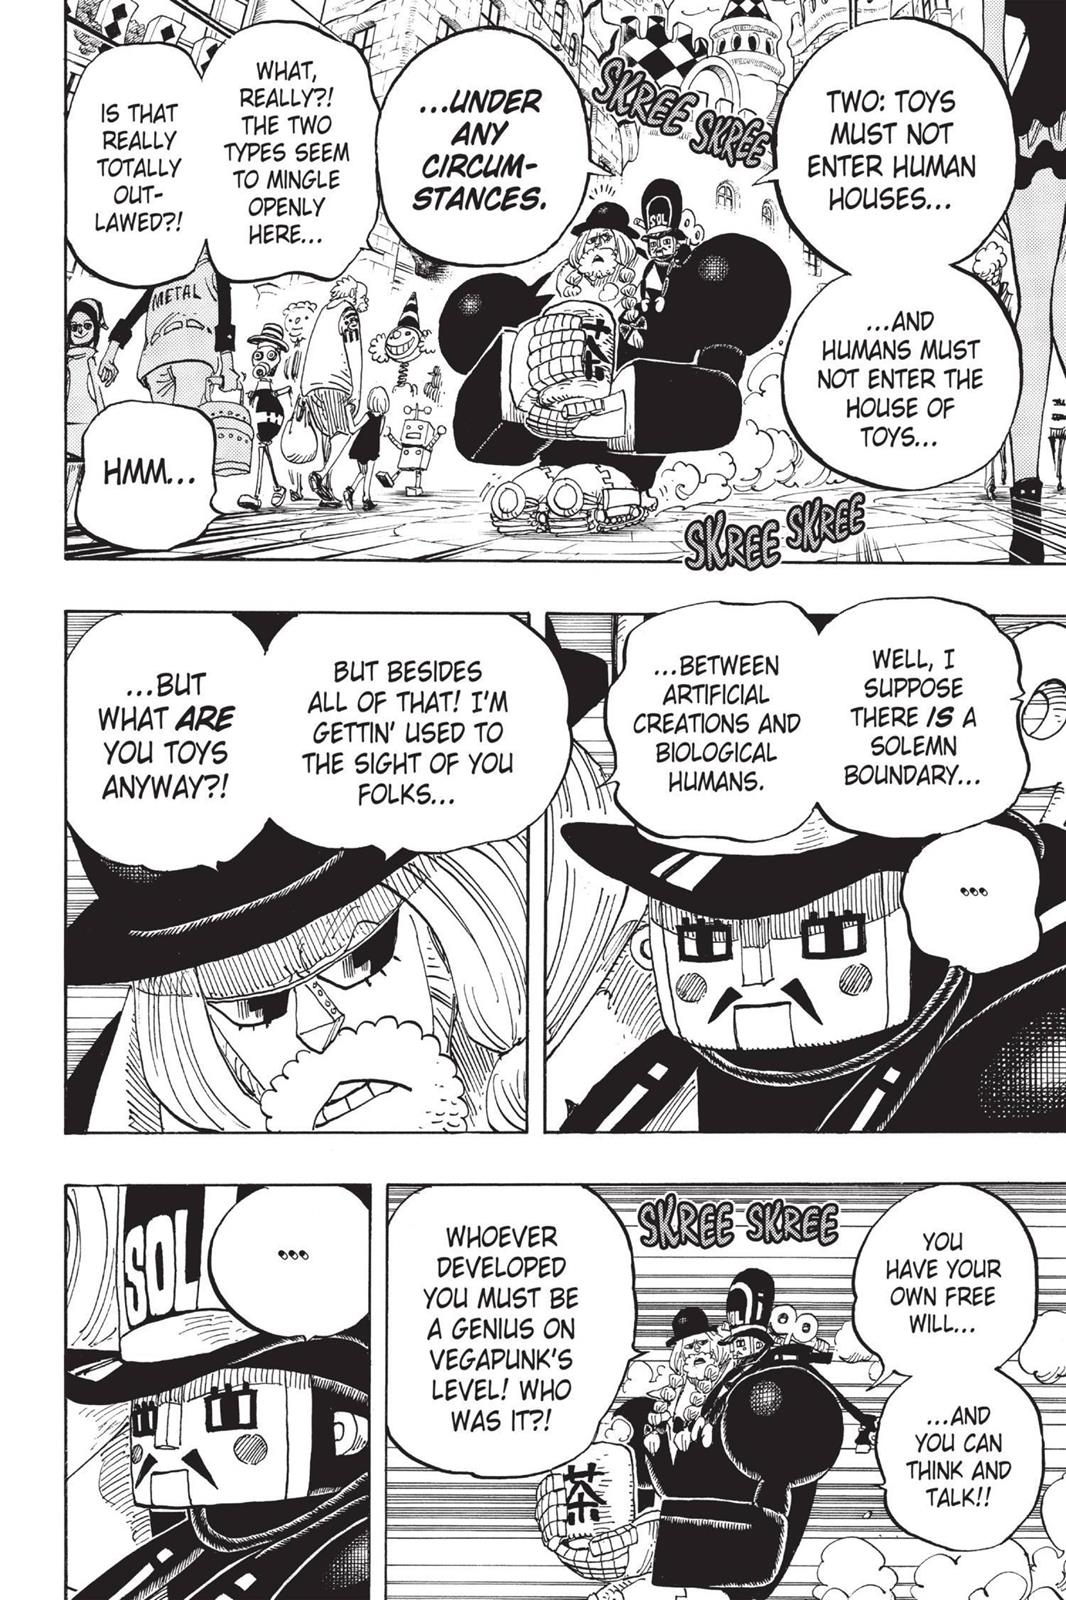 TWO: TOYS
MUST NOT
ENTER HUMAN
HOUSES...
...AND
HUMANS MUST
NOT ENTER THE
HOUSE OF
TOYS...
SKREE SKREE
...UNDER
ANY
CIRCUM-
STANCES.
SOL
茶
SKREE SKREE
WHAT,
REALLY?!
THE TWO
TYPES SEEM
TO MINGLE
OPENLY
HERE...
IS THAT
REALLY
TOTALLY
OUT-
LAWED?!
METAL
HMM...
WELL, I
SUPPOSE
THERE IS A
SOLEMN
BOUNDARY...
...BETWEEN
ARTIFICIAL
CREATIONS AND
BIOLOGICAL
HUMANS.
...
BUT BESIDES
ALL OF THAT! I'M
GETTIN' USED TO
THE SIGHT OF YOU
FOLKS...
...BUT
WHAT ARE
YOU TOYS
ANYWAY?!
YOU
HAVE YOUR
OWN FREE
WILL...
...AND
YOU CAN
THINK AND
TALK!!
SKREE SKREE
WHOEVER
DEVELOPED
YOU MUST BE
A GENIUS ON
VEGAPUNK'S
LEVEL! WHO
WAS IT?!
茶
...
SOL